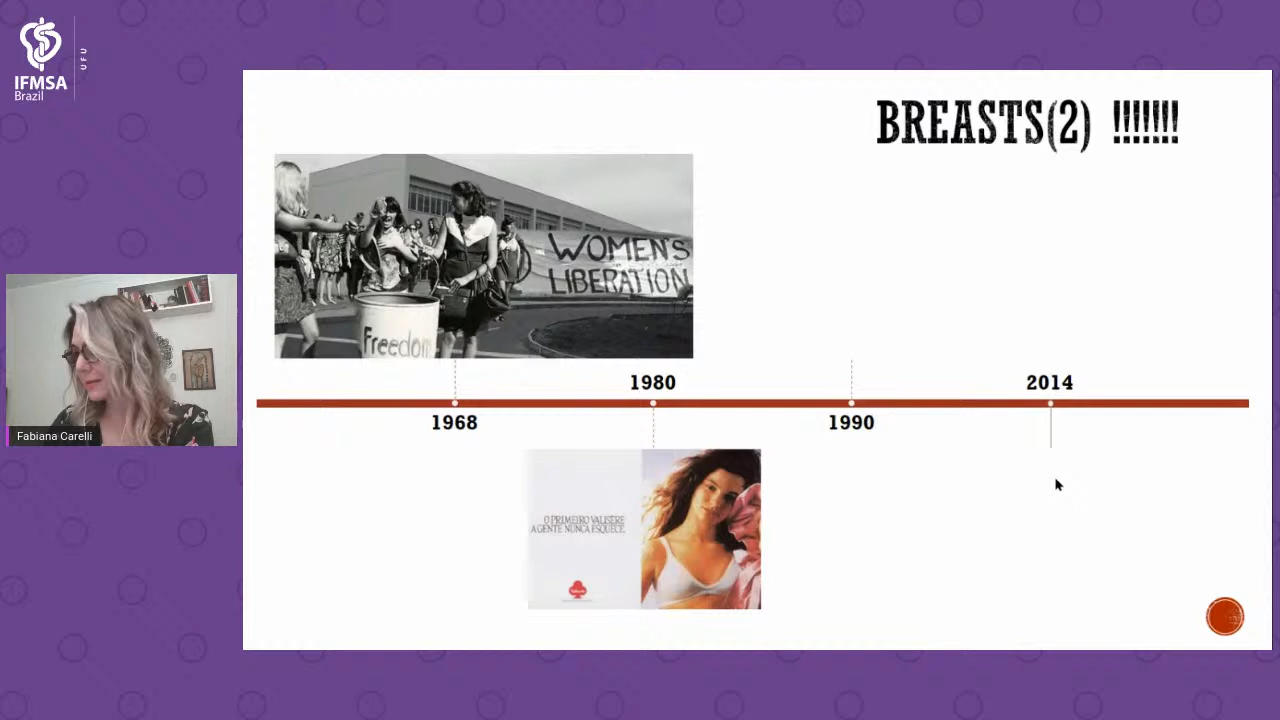 IFMSA
Brazil
UFU
BREASTS(2) !!!!!!!
WOMEN'S
LIBERATION
Freedom
1980
2014
1968
1990
O PRIMEIRO VALISÈRE
A GENTE NUNCA ESQUECE.
Fabiana Carelli